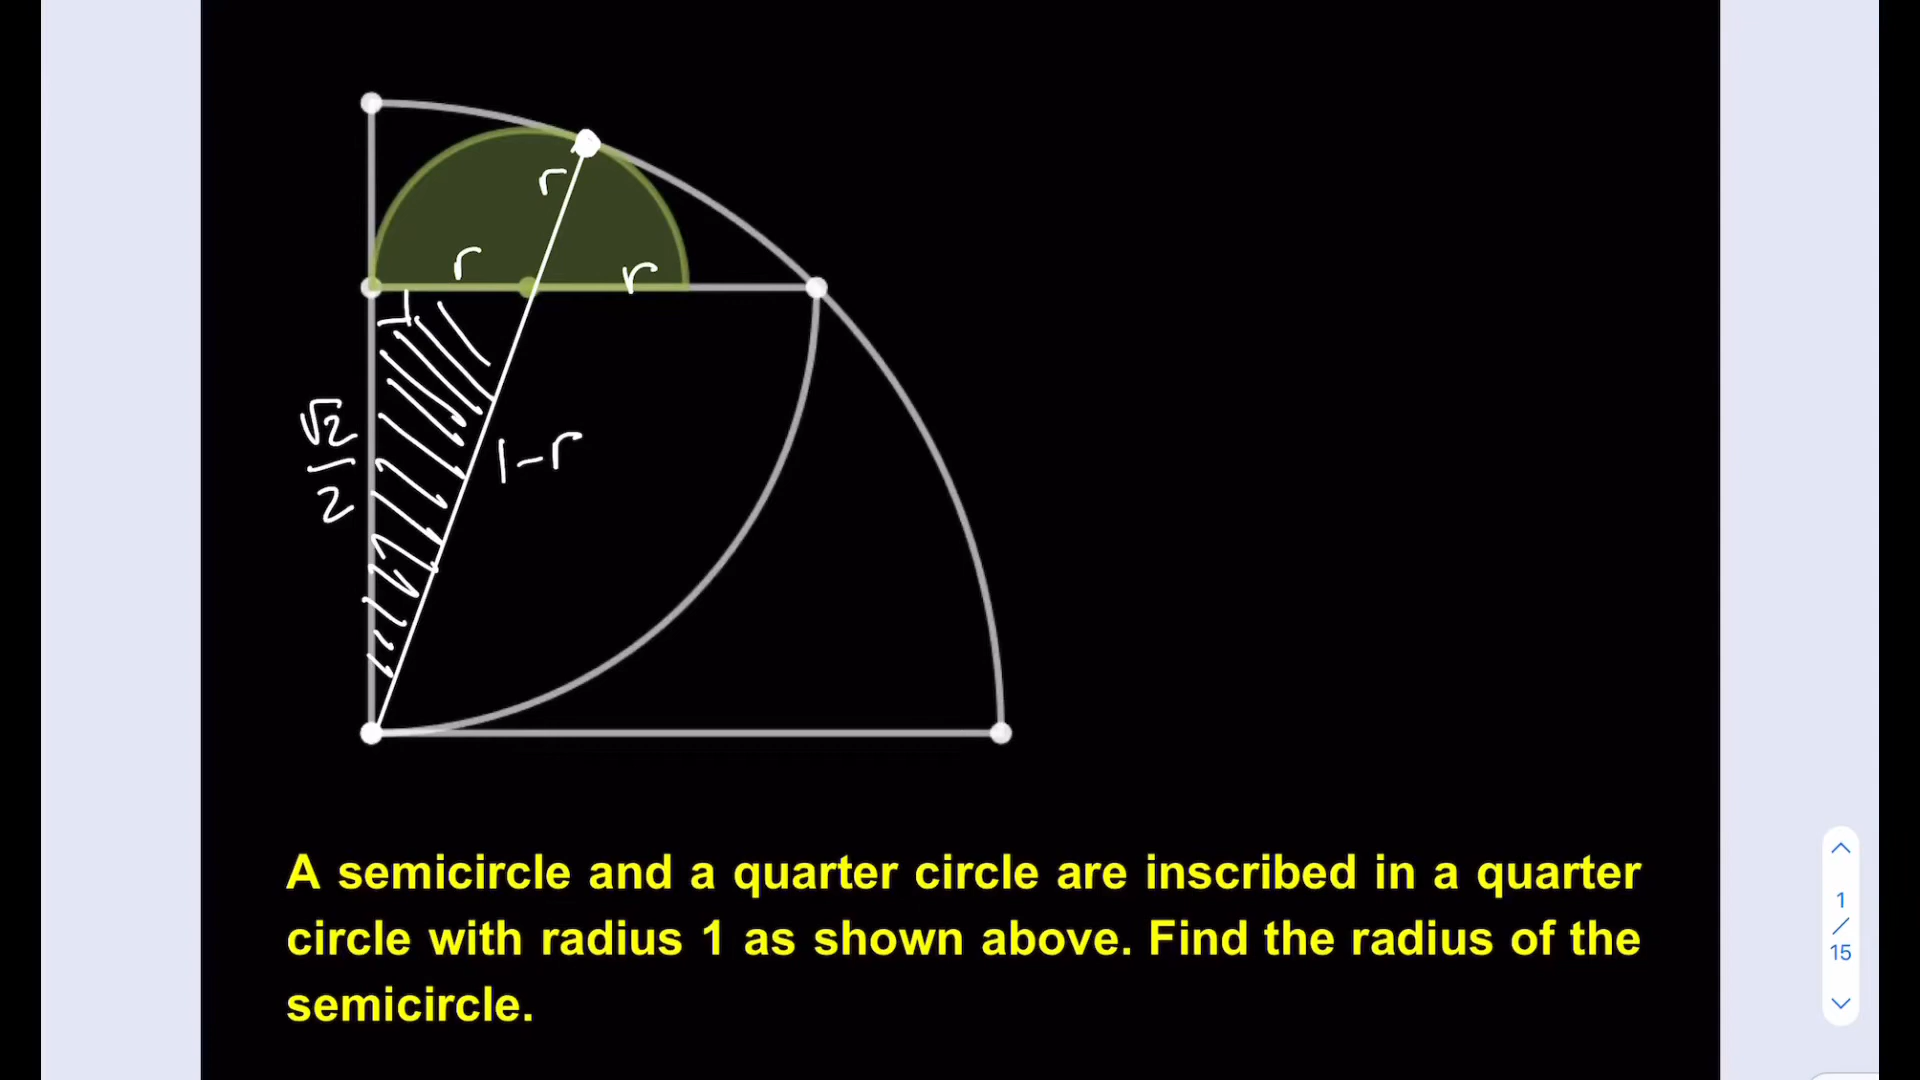 r
r
r
√2/2
1-r
A semicircle and a quarter circle are inscribed in a quarter
circle with radius 1 as shown above. Find the radius of the
semicircle.
1
/
15